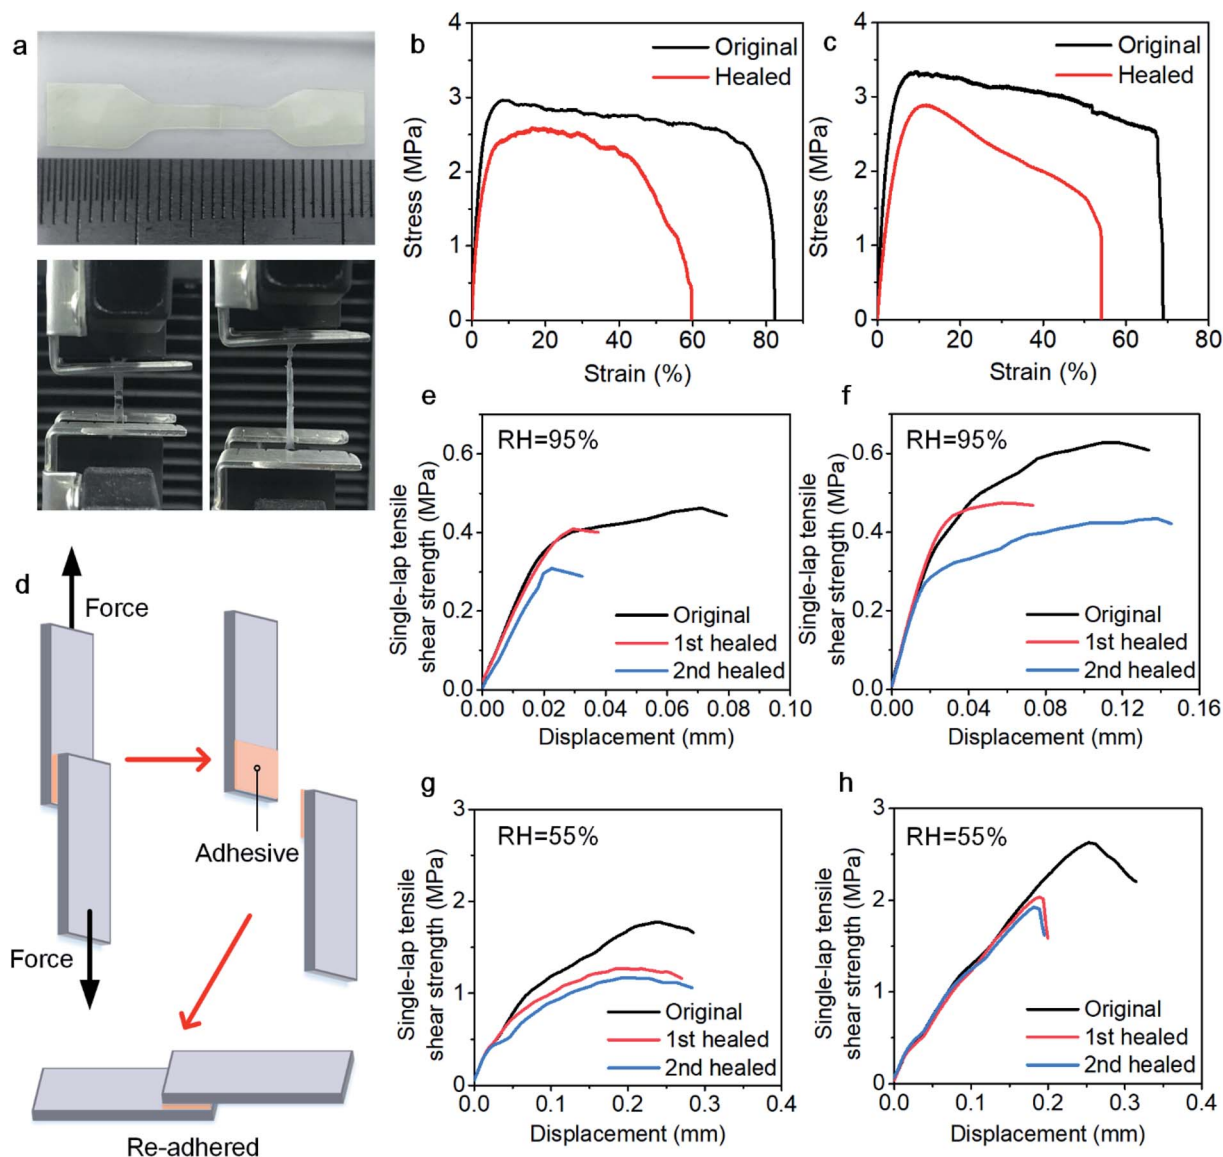 a
b
4
3
2
1
0
Stress (MPa)
Original
Healed
0
20
40
60
80
Strain (%)
c
4
3
2
1
0
Stress (MPa)
Original
Healed
0
20
40
60
80
Strain (%)
d
Force
Force
Adhesive
Re-adhered
e
RH=95%
0.6
0.4
0.2
0.0
Single-lap tensile
shear strength (MPa)
Original
1st healed
2nd healed
0.00 0.02 0.04 0.06 0.08 0.10
Displacement (mm)
f
RH=95%
0.6
0.4
0.2
0.0
Single-lap tensile
shear strength (MPa)
Original
1st healed
2nd healed
0.00 0.04 0.08 0.12 0.16
Displacement (mm)
g
RH=55%
3
2
1
0
Single-lap tensile
shear strength (MPa)
Original
1st healed
2nd healed
0.0 0.1 0.2 0.3 0.4
Displacement (mm)
h
RH=55%
3
2
1
0
Single-lap tensile
shear strength (MPa)
Original
1st healed
2nd healed
0.0 0.1 0.2 0.3 0.4
Displacement (mm)